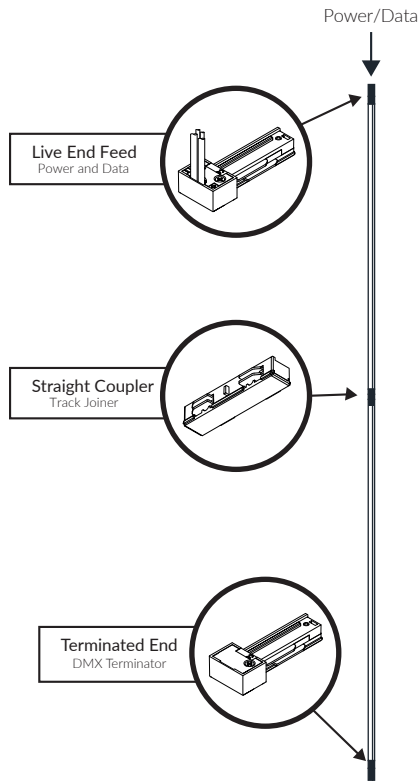 Power/Data
Live End Feed
Power and Data
Straight Coupler
Track Joiner
Terminated End
DMX Terminator